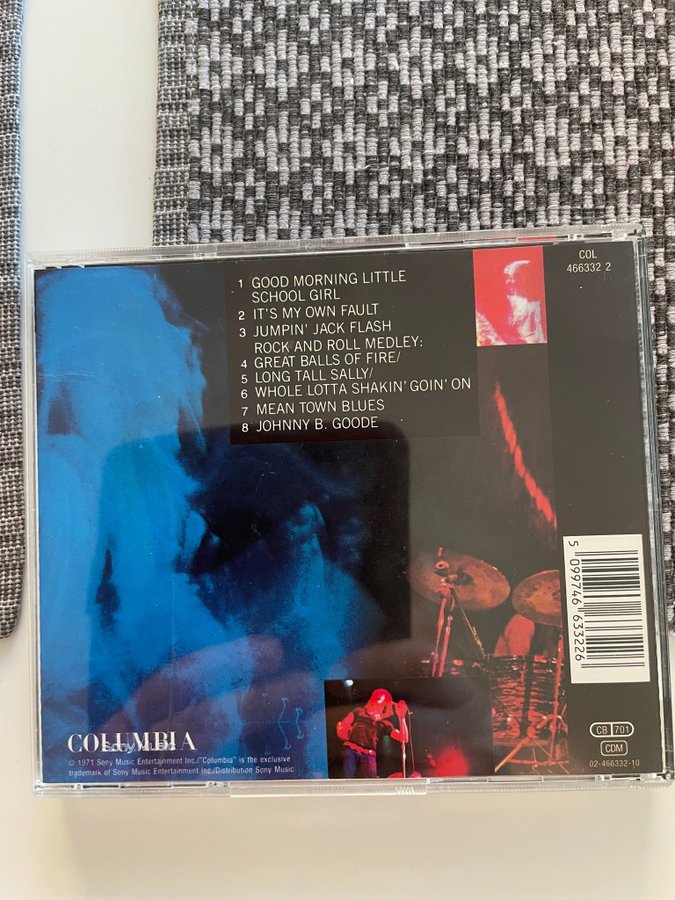 COL
466332 2
1 GOOD MORNING LITTLE
SCHOOL GIRL
2 IT'S MY OWN FAULT
3 JUMPIN' JACK FLASH
ROCK AND ROLL MEDLEY:
4 GREAT BALLS OF FIRE/
5 LONG TALL SALLY/
6 WHOLE LOTTA SHAKIN' GOIN' ON
7 MEAN TOWN BLUES
8 JOHNNY B. GOODE
5 099746 633226
COLUMBIA
Sony Music
© 1971 Sony Music Entertainment Inc./"Columbia" is the exclusive
trademark of Sony Music Entertainment Inc./Distribution Sony Music
CB 701
CDM
02-466332-10